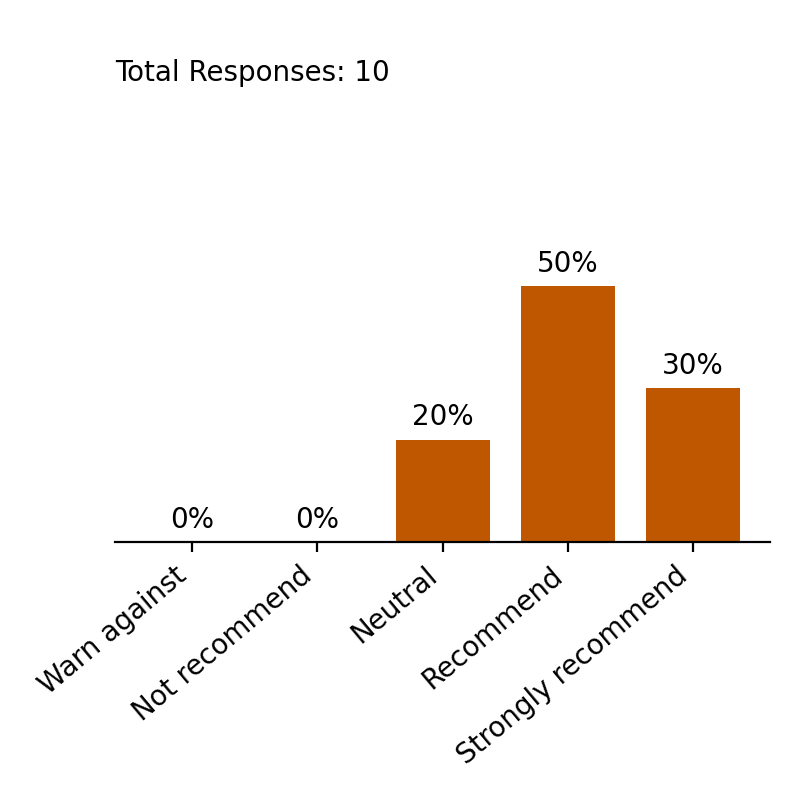 Total Responses: 10
50%
30%
20%
0%
0%
Warn against
Not recommend
Neutral
Recommend
Strongly recommend